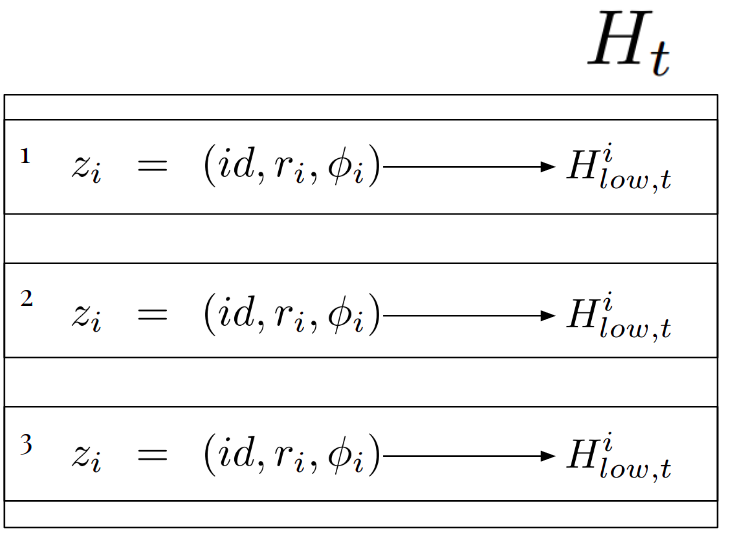 H_t
1 z_i = (id, r_i, ϕ_i) → H^i_{low,t}
2 z_i = (id, r_i, ϕ_i) → H^i_{low,t}
3 z_i = (id, r_i, ϕ_i) → H^i_{low,t}